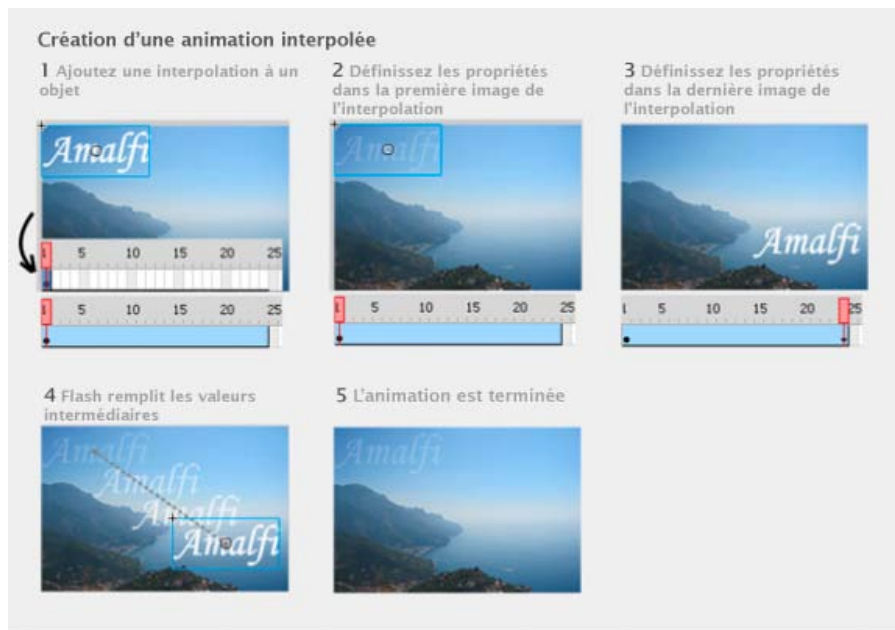 Création d'une animation interpolée
1 Ajoutez une interpolation à un
objet
2 Définissez les propriétés
dans la première image de
l'interpolation
3 Définissez les propriétés
dans la dernière image de
l'interpolation
Amalfi
1 5 10 15 20 25
1 5 10 15 20 25
Amalfi
1 5 10 15 20 25
Amalfi
1 5 10 15 20 25
4 Flash remplit les valeurs
intermédiaires
Amalfi
Amalfi
Amalfi
Amalfi
5 L'animation est terminée
Amalfi